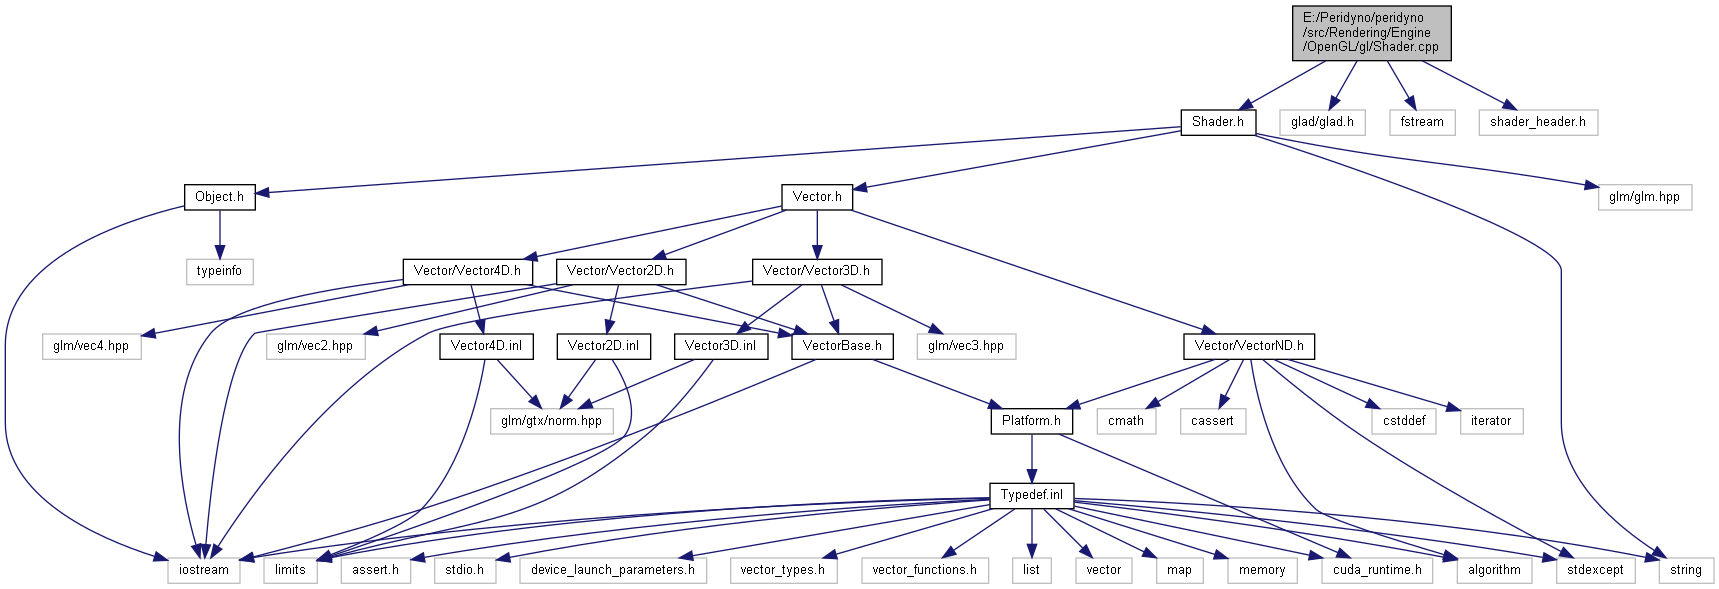 E:/Peridyno/peridyno
/src/Rendering/Engine
/OpenGL/gl/Shader.cpp
Shader.h
glad/glad.h
fstream
shader_header.h
Object.h
Vector.h
glm/glm.hpp
typeinfo
Vector/Vector4D.h
Vector/Vector2D.h
Vector/Vector3D.h
glm/vec4.hpp
glm/vec2.hpp
Vector4D.inl
Vector2D.inl
Vector3D.inl
VectorBase.h
glm/vec3.hpp
Vector/VectorND.h
glm/gtx/norm.hpp
Platform.h
cmath
cassert
cstddef
iterator
Typedef.inl
iostream
limits
assert.h
stdio.h
device_launch_parameters.h
vector_types.h
vector_functions.h
list
vector
map
memory
cuda_runtime.h
algorithm
stdexcept
string